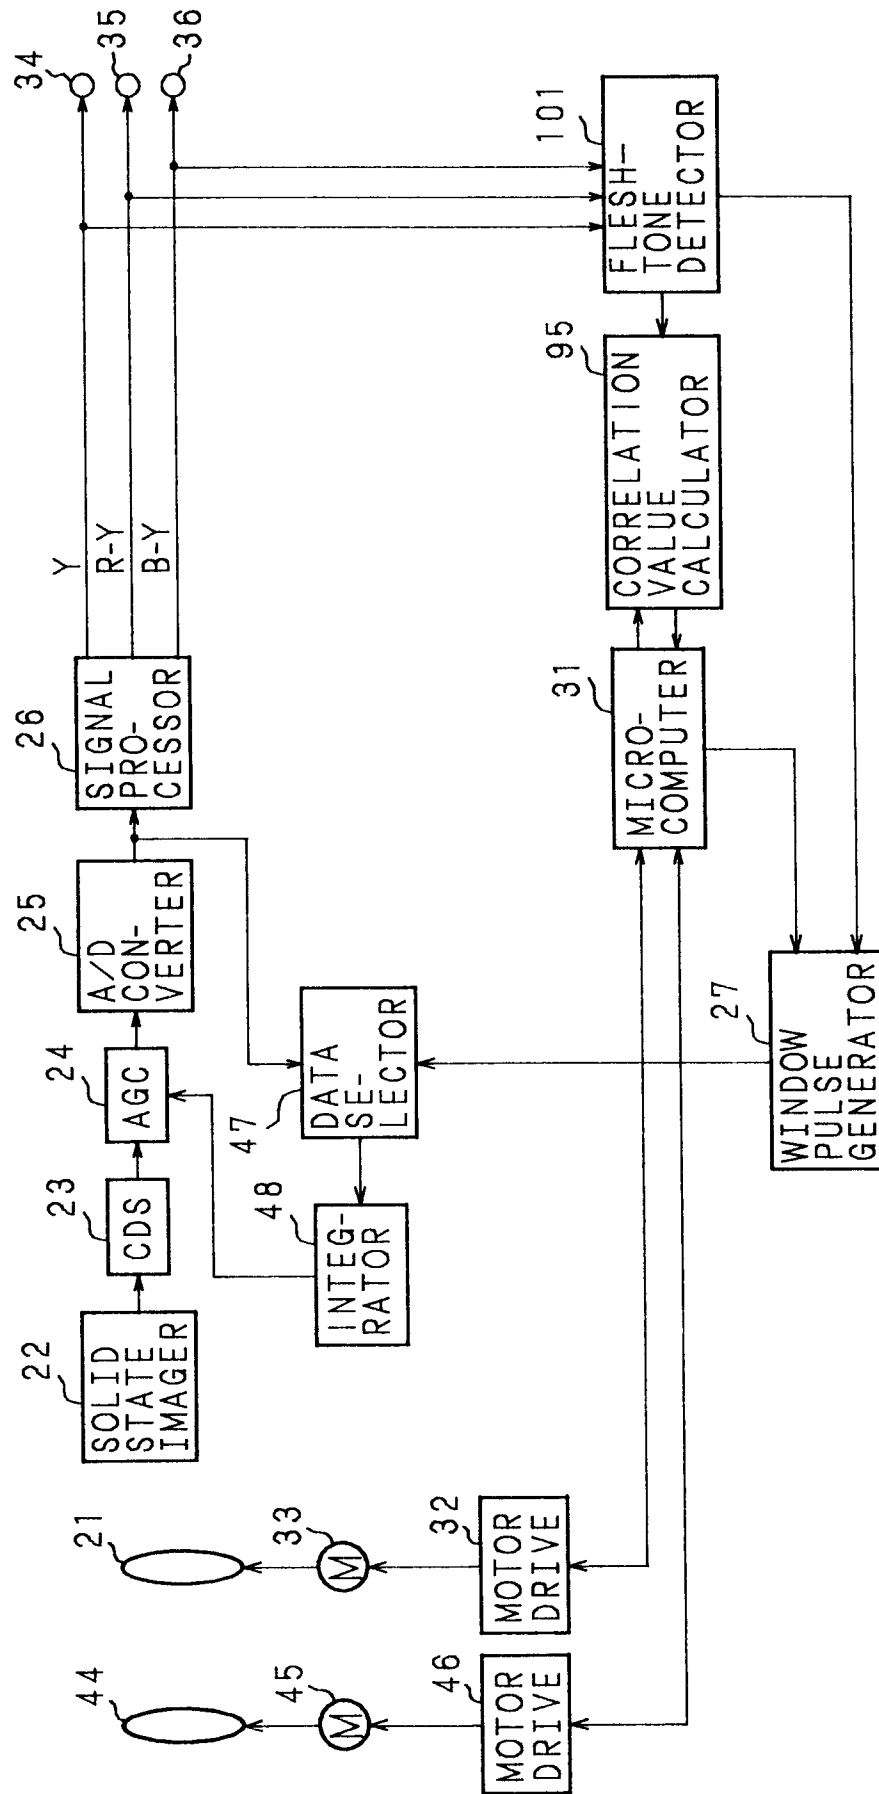 44
21
45
M
33
M
46
MOTOR
DRIVE
32
MOTOR
DRIVE
22
SOLID
STATE
IMAGER
23
CDS
24
AGC
25
A/D
CON-
VERTER
26
SIGNAL
PRO-
CESSOR
Y
R-Y
B-Y
34
35
36
48
INTEG-
RATOR
47
DATA
SE-
LECTOR
31
MICRO-
COMPUTER
95
CORRELATION
VALUE
CALCULATOR
101
FLESH-
TONE
DETECTOR
27
WINDOW
PULSE
GENERATOR